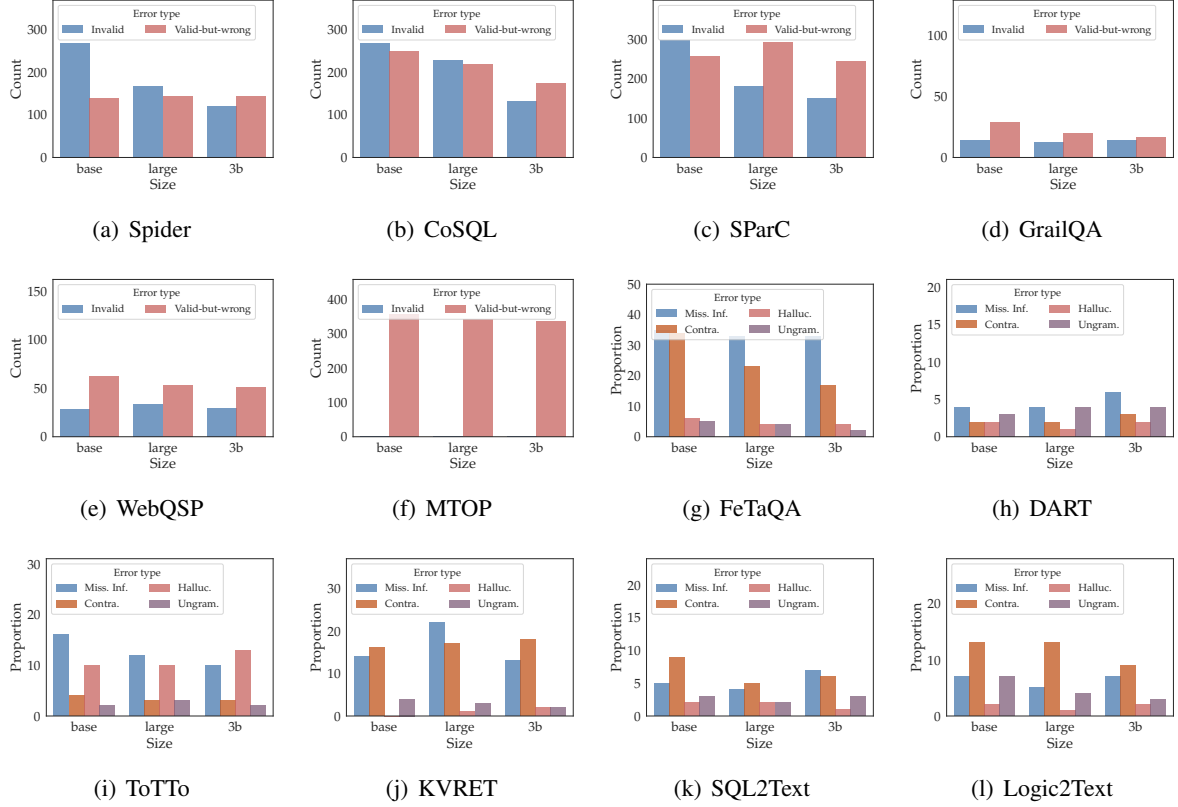 Error type
Invalid
Valid-but-wrong
Count
300
200
100
0
base
large
3b
Size
(a) Spider
Error type
Invalid
Valid-but-wrong
Count
300
200
100
0
base
large
3b
Size
(b) CoSQL
Error type
Invalid
Valid-but-wrong
Count
300
200
100
0
base
large
3b
Size
(c) SParC
Error type
Invalid
Valid-but-wrong
Count
100
50
0
base
large
3b
Size
(d) GrailQA
Error type
Invalid
Valid-but-wrong
Count
150
100
50
0
base
large
3b
Size
(e) WebQSP
Error type
Invalid
Valid-but-wrong
Count
400
300
200
100
0
base
large
3b
Size
(f) MTOP
Error type
Miss. Inf.
Halluc.
Contra.
Ungram.
Proportion
50
40
30
20
10
0
base
large
3b
Size
(g) FeTaQA
Error type
Miss. Inf.
Halluc.
Contra.
Ungram.
Proportion
20
15
10
5
0
base
large
3b
Size
(h) DART
Error type
Miss. Inf.
Halluc.
Contra.
Ungram.
Proportion
30
20
10
0
base
large
3b
Size
(i) ToTTo
Error type
Miss. Inf.
Halluc.
Contra.
Ungram.
Proportion
30
20
10
0
base
large
3b
Size
(j) KVRET
Error type
Miss. Inf.
Halluc.
Contra.
Ungram.
Proportion
20
15
10
5
0
base
large
3b
Size
(k) SQL2Text
Error type
Miss. Inf.
Halluc.
Contra.
Ungram.
Proportion
20
10
0
base
large
3b
Size
(l) Logic2Text